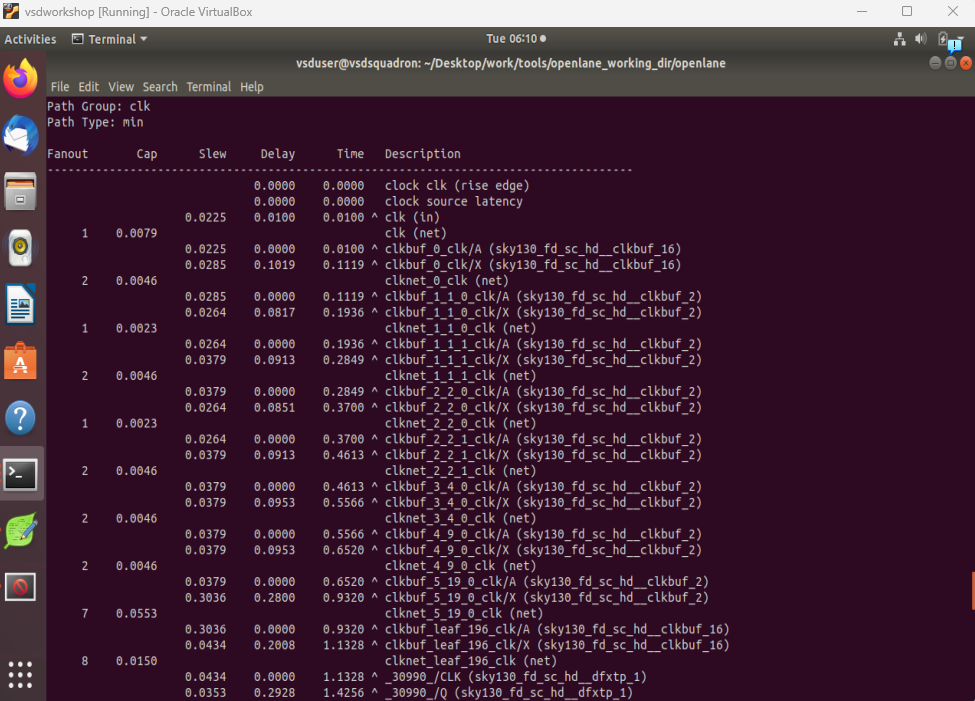 vsdworkshop [Running] - Oracle VirtualBox
Activities Terminal Tue 06:10
vsduser@vsdsquadron: ~/Desktop/work/tools/openlane_working_dir/openlane
File Edit View Search Terminal Help
Path Group: clk
Path Type: min
Fanout Cap Slew Delay Time Description
-------------------------------------------------------------------------------------
0.0000 0.0000 clock clk (rise edge)
0.0000 0.0000 clock source latency
0.0225 0.0100 0.0100 ^ clk (in)
1 0.0079 clk (net)
0.0225 0.0000 0.0100 ^ clkbuf_0_clk/A (sky130_fd_sc_hd__clkbuf_16)
0.0285 0.1019 0.1119 ^ clkbuf_0_clk/X (sky130_fd_sc_hd__clkbuf_16)
2 0.0046 clknet_0_clk (net)
0.0285 0.0000 0.1119 ^ clkbuf_1_1_0_clk/A (sky130_fd_sc_hd__clkbuf_2)
0.0264 0.0817 0.1936 ^ clkbuf_1_1_0_clk/X (sky130_fd_sc_hd__clkbuf_2)
1 0.0023 clknet_1_1_0_clk (net)
0.0264 0.0000 0.1936 ^ clkbuf_1_1_1_clk/A (sky130_fd_sc_hd__clkbuf_2)
0.0379 0.0913 0.2849 ^ clkbuf_1_1_1_clk/X (sky130_fd_sc_hd__clkbuf_2)
2 0.0046 clknet_1_1_1_clk (net)
0.0379 0.0000 0.2849 ^ clkbuf_2_2_0_clk/A (sky130_fd_sc_hd__clkbuf_2)
0.0264 0.0851 0.3700 ^ clkbuf_2_2_0_clk/X (sky130_fd_sc_hd__clkbuf_2)
1 0.0023 clknet_2_2_0_clk (net)
0.0264 0.0000 0.3700 ^ clkbuf_2_2_1_clk/A (sky130_fd_sc_hd__clkbuf_2)
0.0379 0.0913 0.4613 ^ clkbuf_2_2_1_clk/X (sky130_fd_sc_hd__clkbuf_2)
2 0.0046 clknet_2_2_1_clk (net)
0.0379 0.0000 0.4613 ^ clkbuf_3_4_0_clk/A (sky130_fd_sc_hd__clkbuf_2)
0.0379 0.0953 0.5566 ^ clkbuf_3_4_0_clk/X (sky130_fd_sc_hd__clkbuf_2)
2 0.0046 clknet_3_4_0_clk (net)
0.0379 0.0000 0.5566 ^ clkbuf_4_9_0_clk/A (sky130_fd_sc_hd__clkbuf_2)
0.0379 0.0953 0.6520 ^ clkbuf_4_9_0_clk/X (sky130_fd_sc_hd__clkbuf_2)
2 0.0046 clknet_4_9_0_clk (net)
0.0379 0.0000 0.6520 ^ clkbuf_5_19_0_clk/A (sky130_fd_sc_hd__clkbuf_2)
0.3036 0.2800 0.9320 ^ clkbuf_5_19_0_clk/X (sky130_fd_sc_hd__clkbuf_2)
7 0.0553 clknet_5_19_0_clk (net)
0.3036 0.0000 0.9320 ^ clkbuf_leaf_196_clk/A (sky130_fd_sc_hd__clkbuf_16)
0.0434 0.2008 1.1328 ^ clkbuf_leaf_196_clk/X (sky130_fd_sc_hd__clkbuf_16)
8 0.0150 clknet_leaf_196_clk (net)
0.0434 0.0000 1.1328 ^ _30990_/CLK (sky130_fd_sc_hd__dfxtp_1)
0.0353 0.2928 1.4256 ^ _30990_/Q (sky130_fd_sc_hd__dfxtp_1)